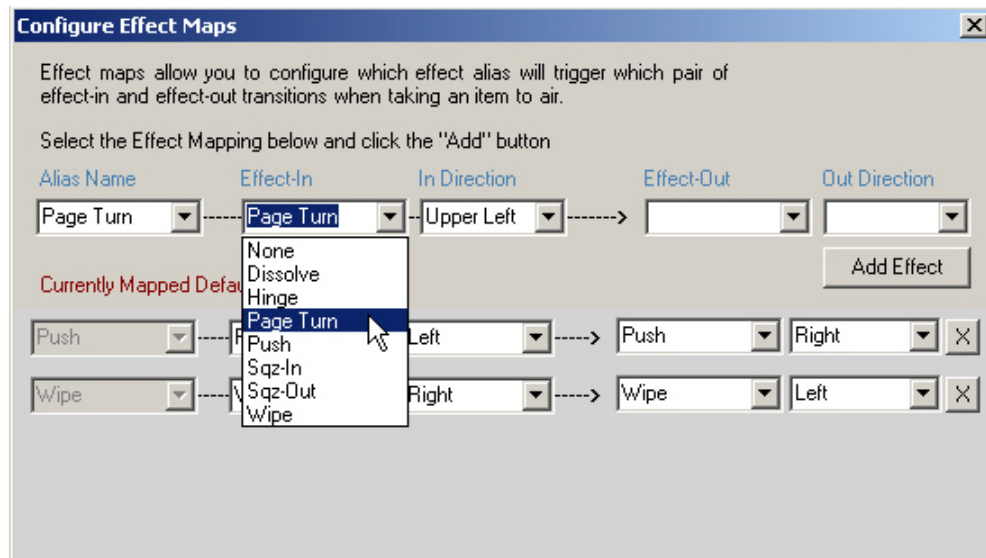 Configure Effect Maps
Effect maps allow you to configure which effect alias will trigger which pair of
effect-in and effect-out transitions when taking an item to air.
Select the Effect Mapping below and click the "Add" button
Alias Name Effect-In In Direction Effect-Out Out Direction
Page Turn ----- Page Turn -- Upper Left ------->
None
Dissolve
Hinge
Page Turn
Push
Sqz-In
Sqz-Out
Wipe
Add Effect
Currently Mapped
Push ----- Left -----> Push Right X
Wipe ----- Right -----> Wipe Left X